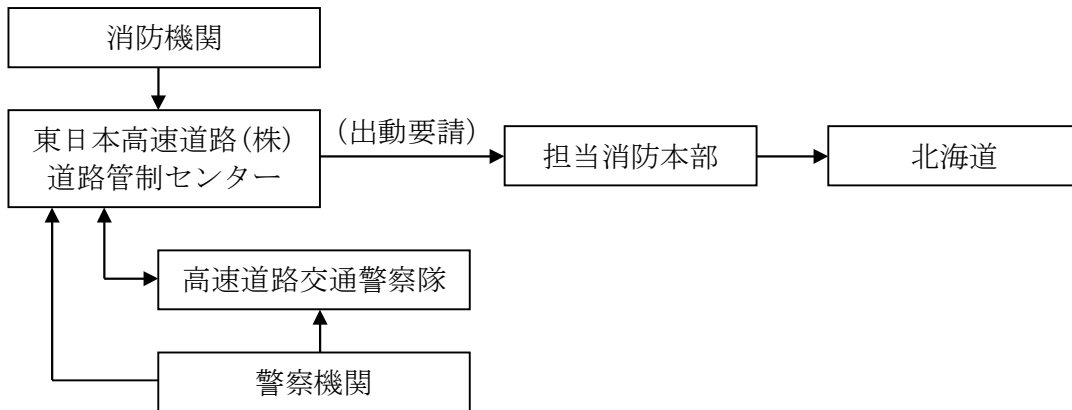 消防機関
東日本高速道路(株)
道路管制センター
(出動要請)
担当消防本部
北海道
高速道路交通警察隊
警察機関